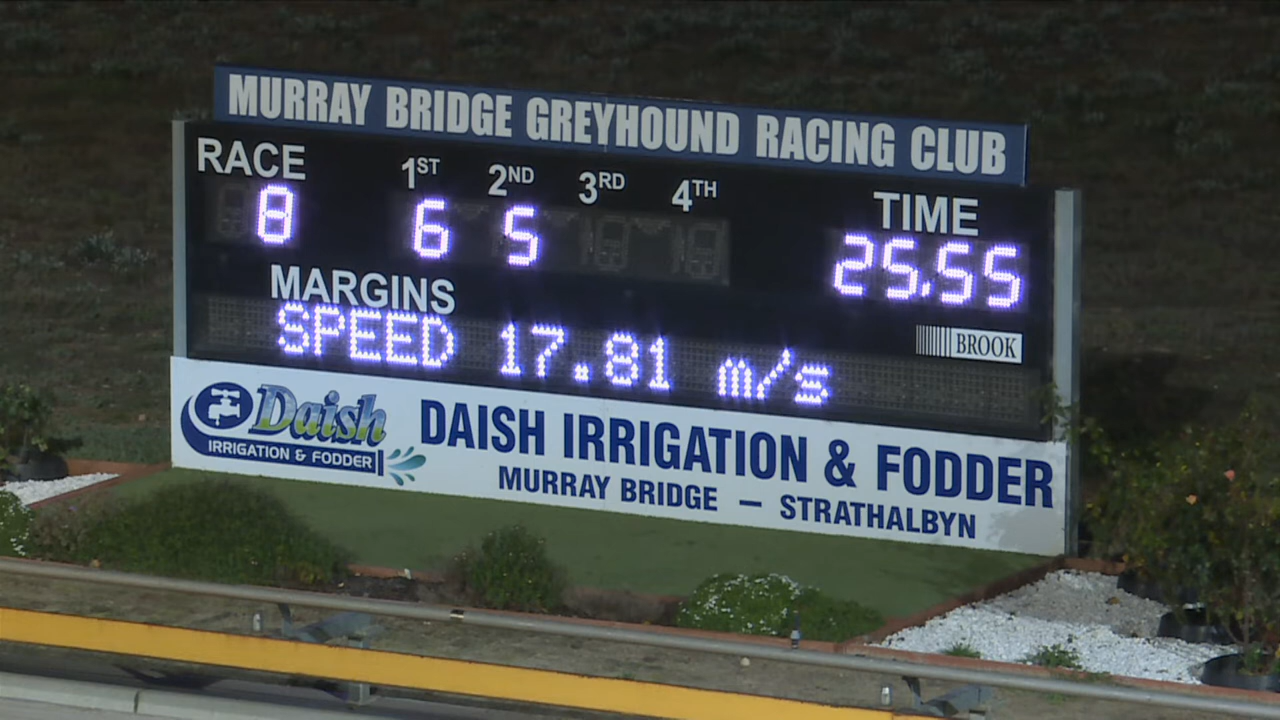 MURRAY BRIDGE GREYHOUND RACING CLUB
RACE 1ST 2ND 3RD 4TH TIME
8 6 5 25.55
MARGINS
SPEED 17.81 m/s
BROOK
Daish
IRRIGATION & FODDER
DAISH IRRIGATION & FODDER
MURRAY BRIDGE — STRATHALBYN